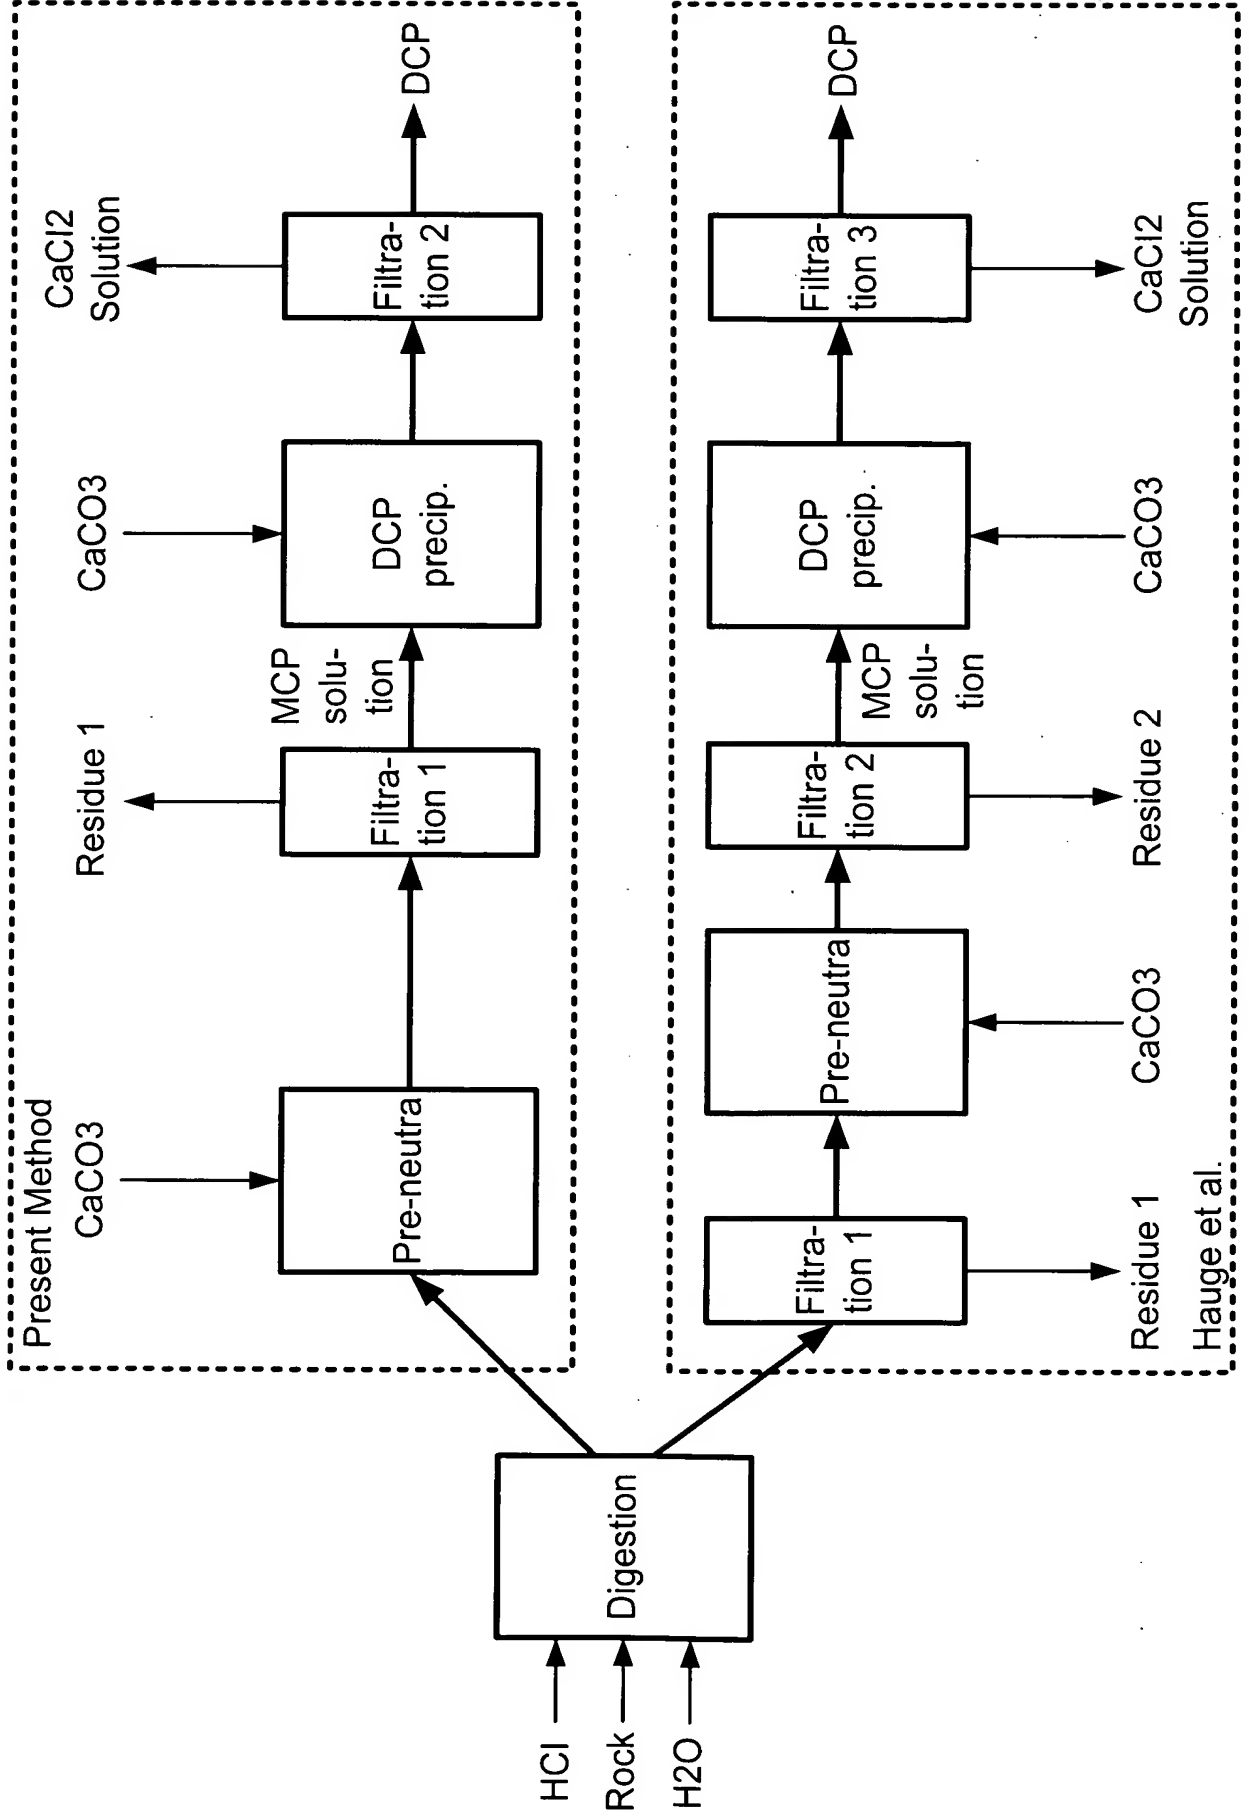 HCl
Rock
H2O
Digestion
Present Method
CaCO3
Pre-neutra
Residue 1
Filtra-
tion 1
MCP
solu-
tion
CaCO3
DCP
precip.
CaCl2
Solution
Filtra-
tion 2
DCP
Filtra-
tion 1
Residue 1
Hauge et al.
Pre-neutra
CaCO3
Filtra-
tion 2
Residue 2
MCP
solu-
tion
DCP
precip.
CaCO3
Filtra-
tion 3
CaCl2
Solution
DCP